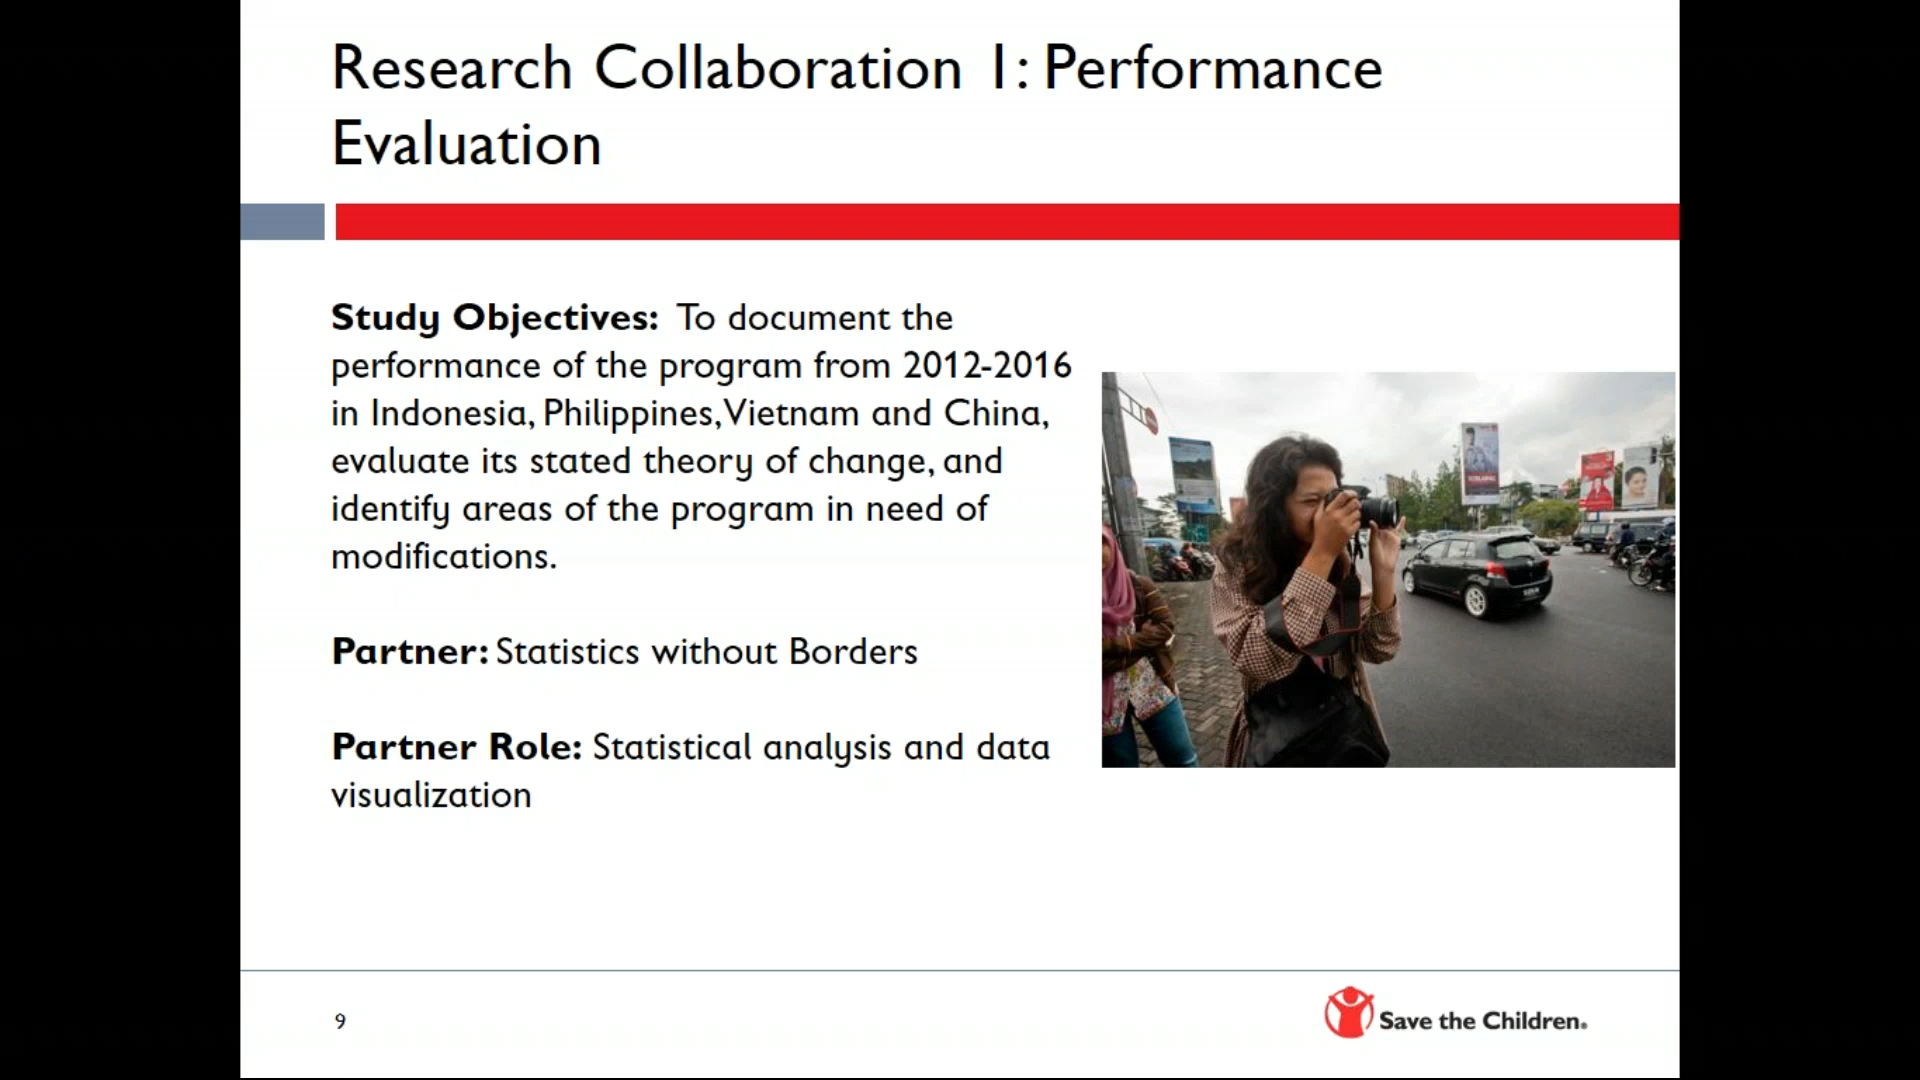 Research Collaboration 1: Performance
Evaluation
Study Objectives: To document the
performance of the program from 2012-2016
in Indonesia, Philippines, Vietnam and China,
evaluate its stated theory of change, and
identify areas of the program in need of
modifications.
Partner: Statistics without Borders
Partner Role: Statistical analysis and data
visualization
9
Save the Children®